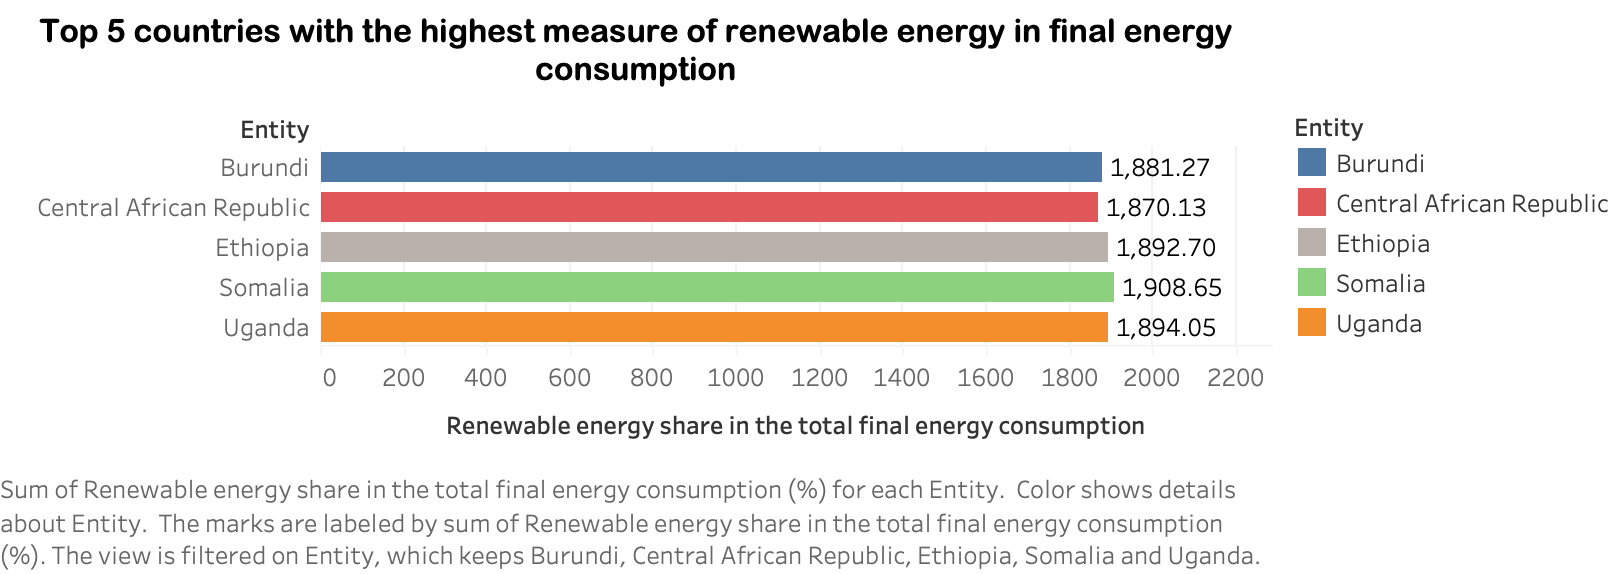 Top 5 countries with the highest measure of renewable energy in final energy
consumption
Entity
Burundi 1,881.27
Central African Republic 1,870.13
Ethiopia 1,892.70
Somalia 1,908.65
Uganda 1,894.05
0 200 400 600 800 1000 1200 1400 1600 1800 2000 2200
Renewable energy share in the total final energy consumption
Entity
Burundi
Central African Republic
Ethiopia
Somalia
Uganda
Sum of Renewable energy share in the total final energy consumption (%) for each Entity.  Color shows details
about Entity.  The marks are labeled by sum of Renewable energy share in the total final energy consumption
(%). The view is filtered on Entity, which keeps Burundi, Central African Republic, Ethiopia, Somalia and Uganda.